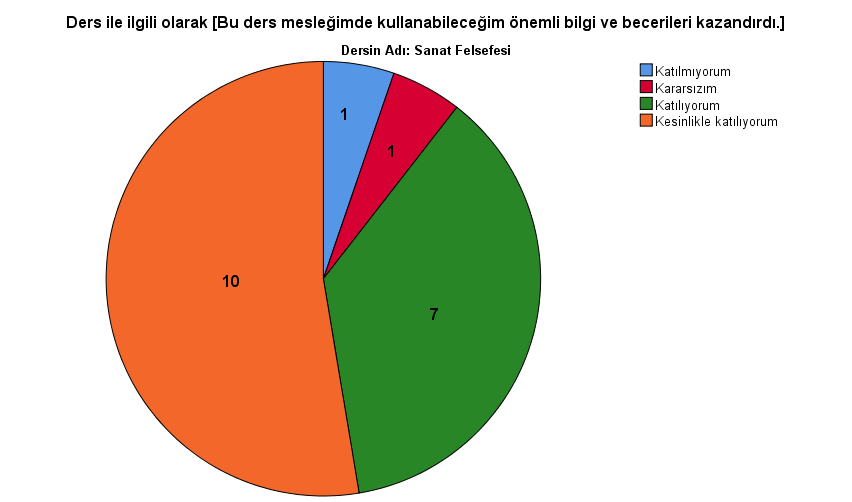 Ders ile ilgili olarak [Bu ders mesleğimde kullanabileceğim önemli bilgi ve becerileri kazandırdı.]
Dersin Adı: Sanat Felsefesi
Katılmıyorum
Kararsızım
Katılıyorum
Kesinlikle katılıyorum
1
1
10
7